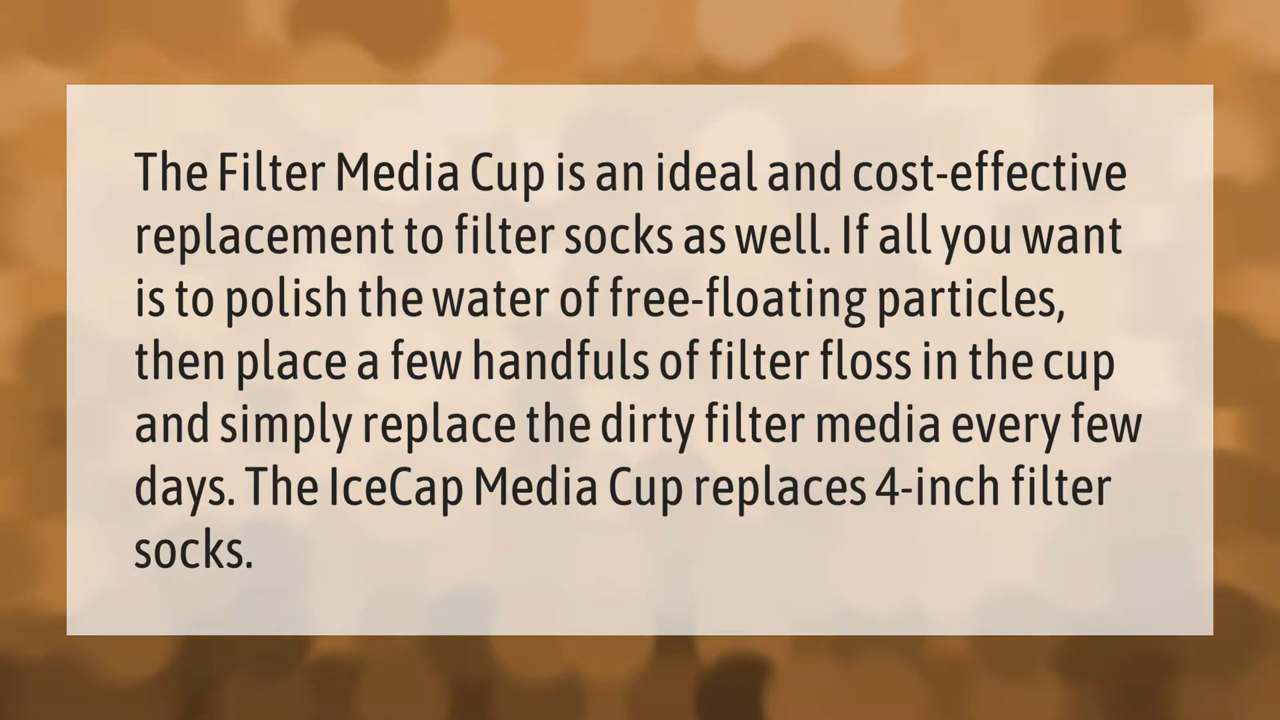 The Filter Media Cup is an ideal and cost-effective
replacement to filter socks as well. If all you want
is to polish the water of free-floating particles,
then place a few handfuls of filter floss in the cup
and simply replace the dirty filter media every few
days. The IceCap Media Cup replaces 4-inch filter
socks.